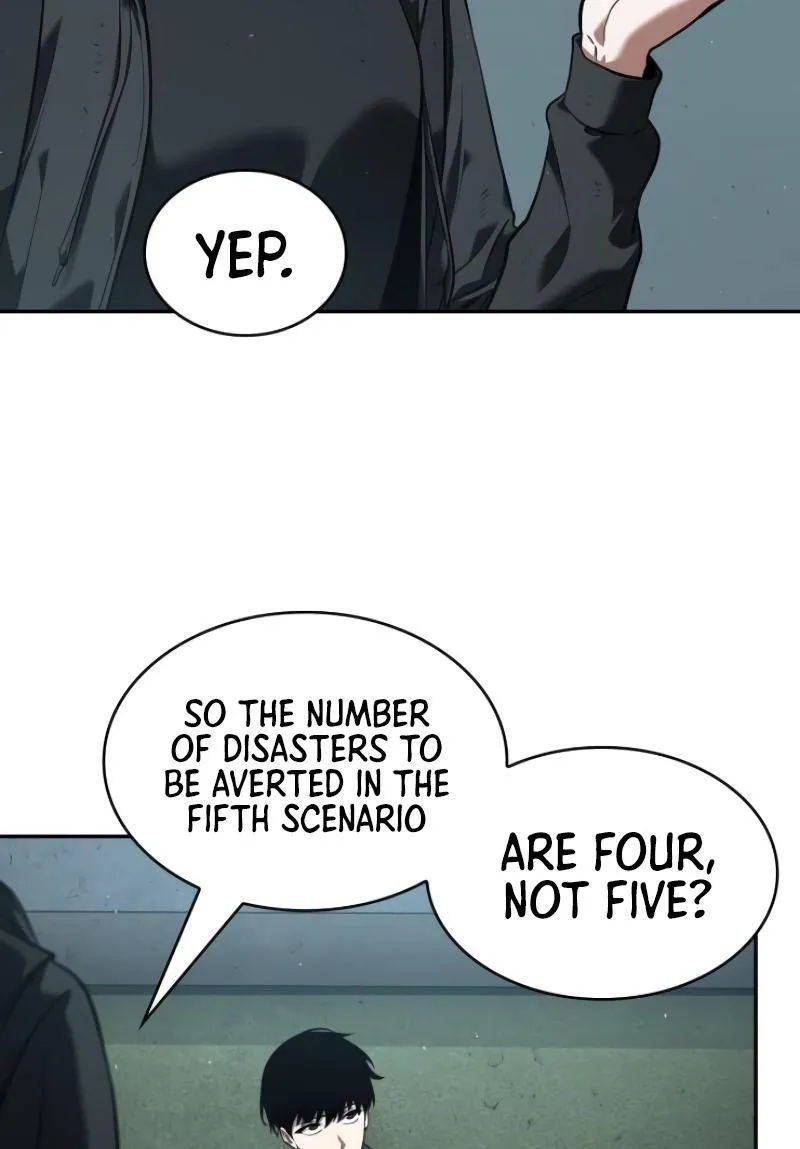 YEP.
SO THE NUMBER
OF DISASTERS TO
BE AVERTED IN THE
FIFTH SCENARIO
ARE FOUR,
NOT FIVE?